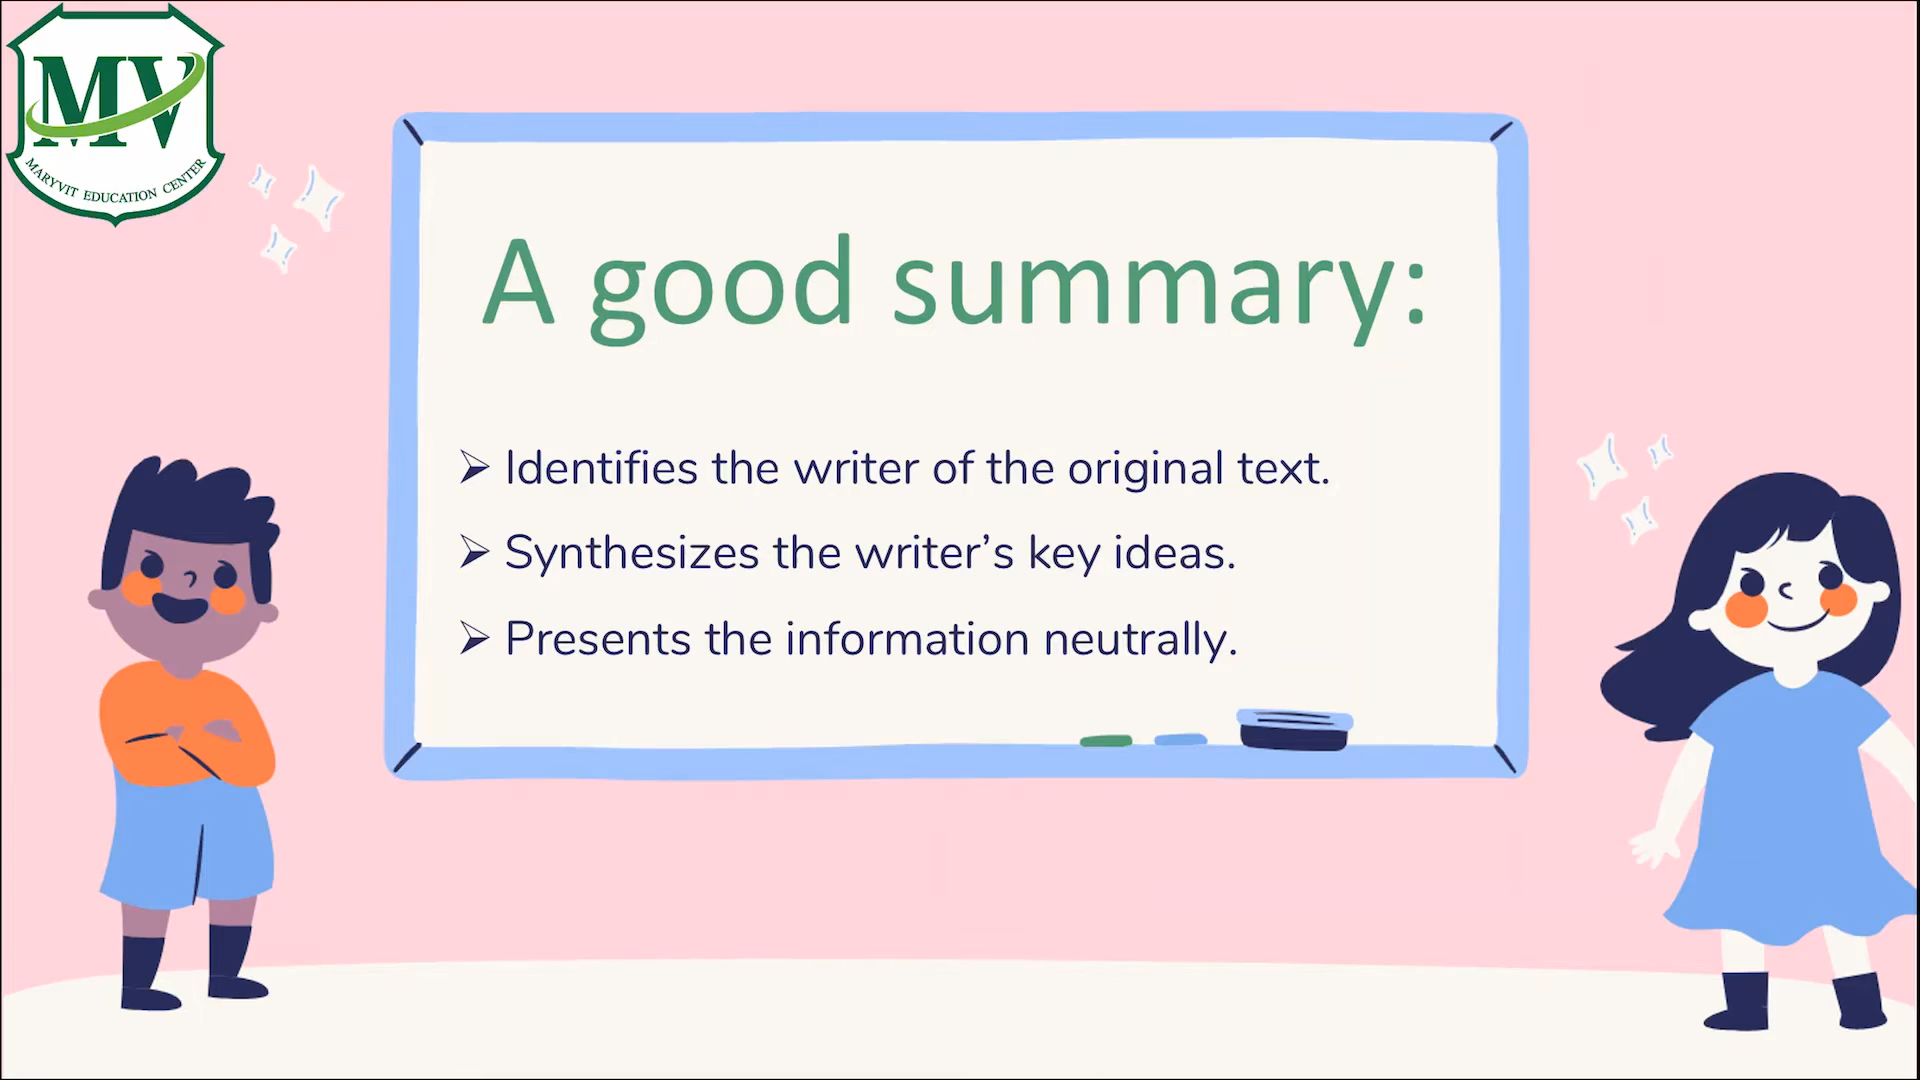 MV
MARYVIT EDUCATION CENTER
A good summary:
➢ Identifies the writer of the original text.
➢ Synthesizes the writer’s key ideas.
➢ Presents the information neutrally.